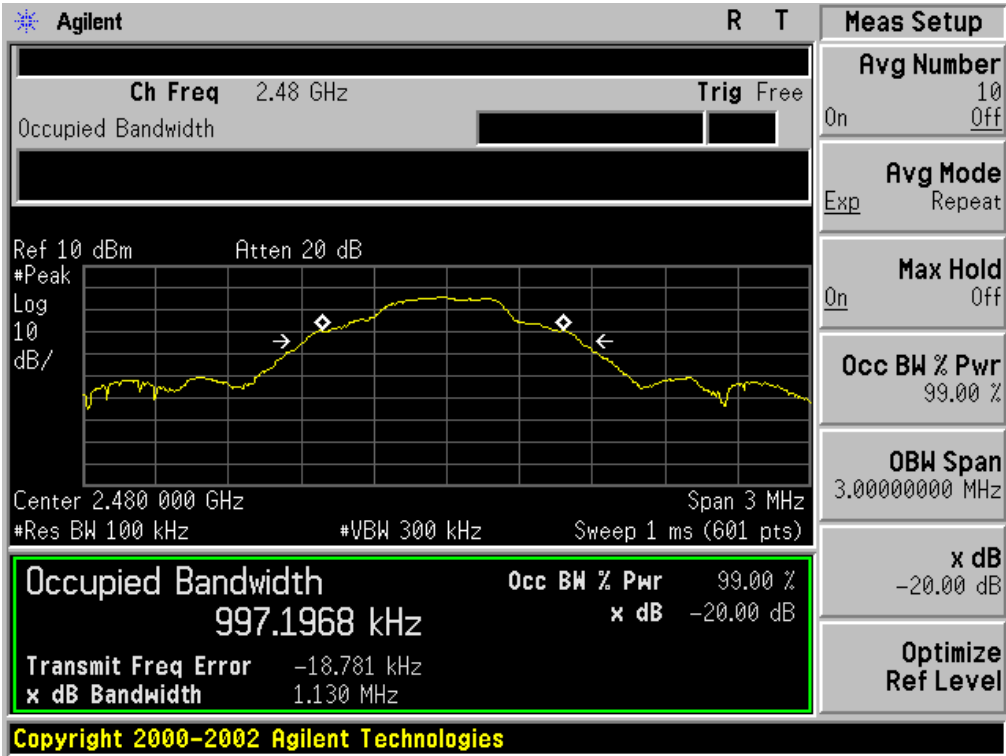 Agilent R T
Ch Freq 2.48 GHz Trig Free
Occupied Bandwidth
Ref 10 dBm Atten 20 dB
#Peak
Log
10
dB/
Center 2.480 000 GHz Span 3 MHz
#Res BW 100 kHz #VBW 300 kHz Sweep 1 ms (601 pts)
Occupied Bandwidth
997.1968 kHz
Occ BW % Pwr 99.00 %
x dB -20.00 dB
Transmit Freq Error -18.781 kHz
x dB Bandwidth 1.130 MHz
Copyright 2000-2002 Agilent Technologies
Meas Setup
Avg Number
10
On Off
Avg Mode
Exp Repeat
Max Hold
On Off
Occ BW % Pwr
99.00 %
OBW Span
3.00000000 MHz
x dB
-20.00 dB
Optimize
Ref Level